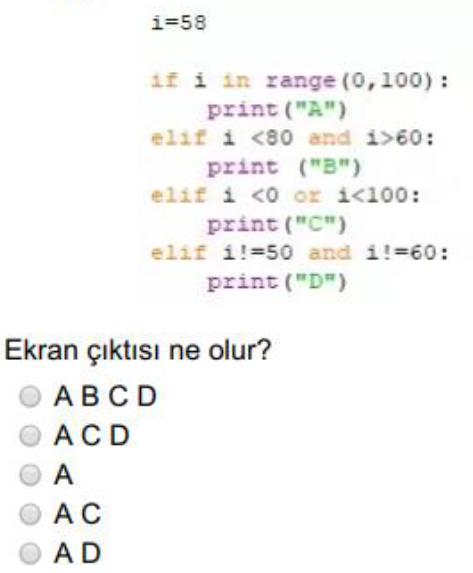 i=58
if i in range(0,100):
print("A")
elif i <80 and i>60:
print ("B")
elif i <0 or i<100:
print("C")
elif i!=50 and i!=60:
print("D")
Ekran çıktısı ne olur?
A B C D
A C D
A
A C
A D